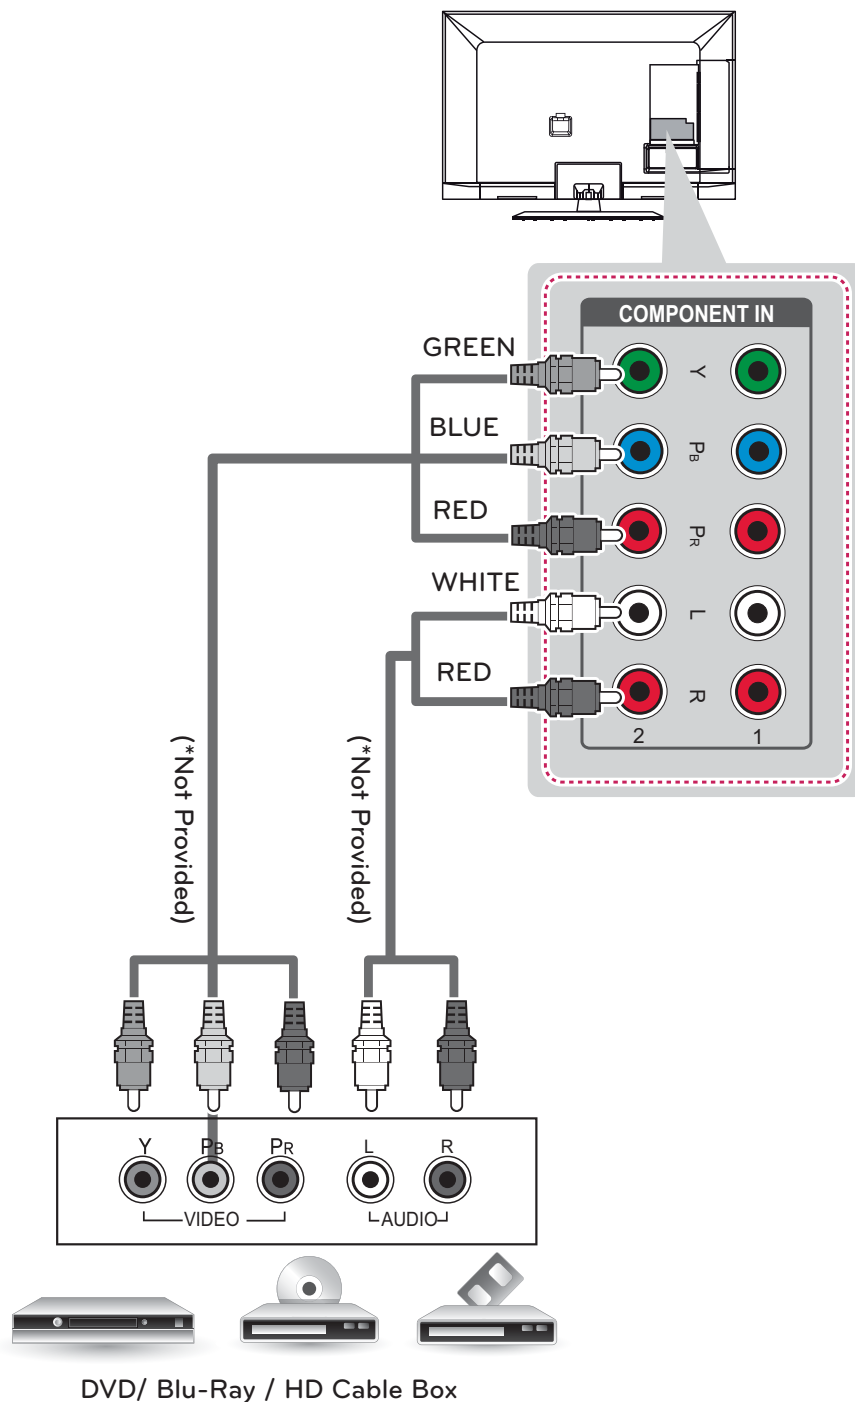 COMPONENT IN
GREEN
Y
BLUE
PB
RED
PR
WHITE
L
RED
R
2 1
(*Not Provided)
(*Not Provided)
Y PB PR L R
VIDEO AUDIO
DVD/ Blu-Ray / HD Cable Box